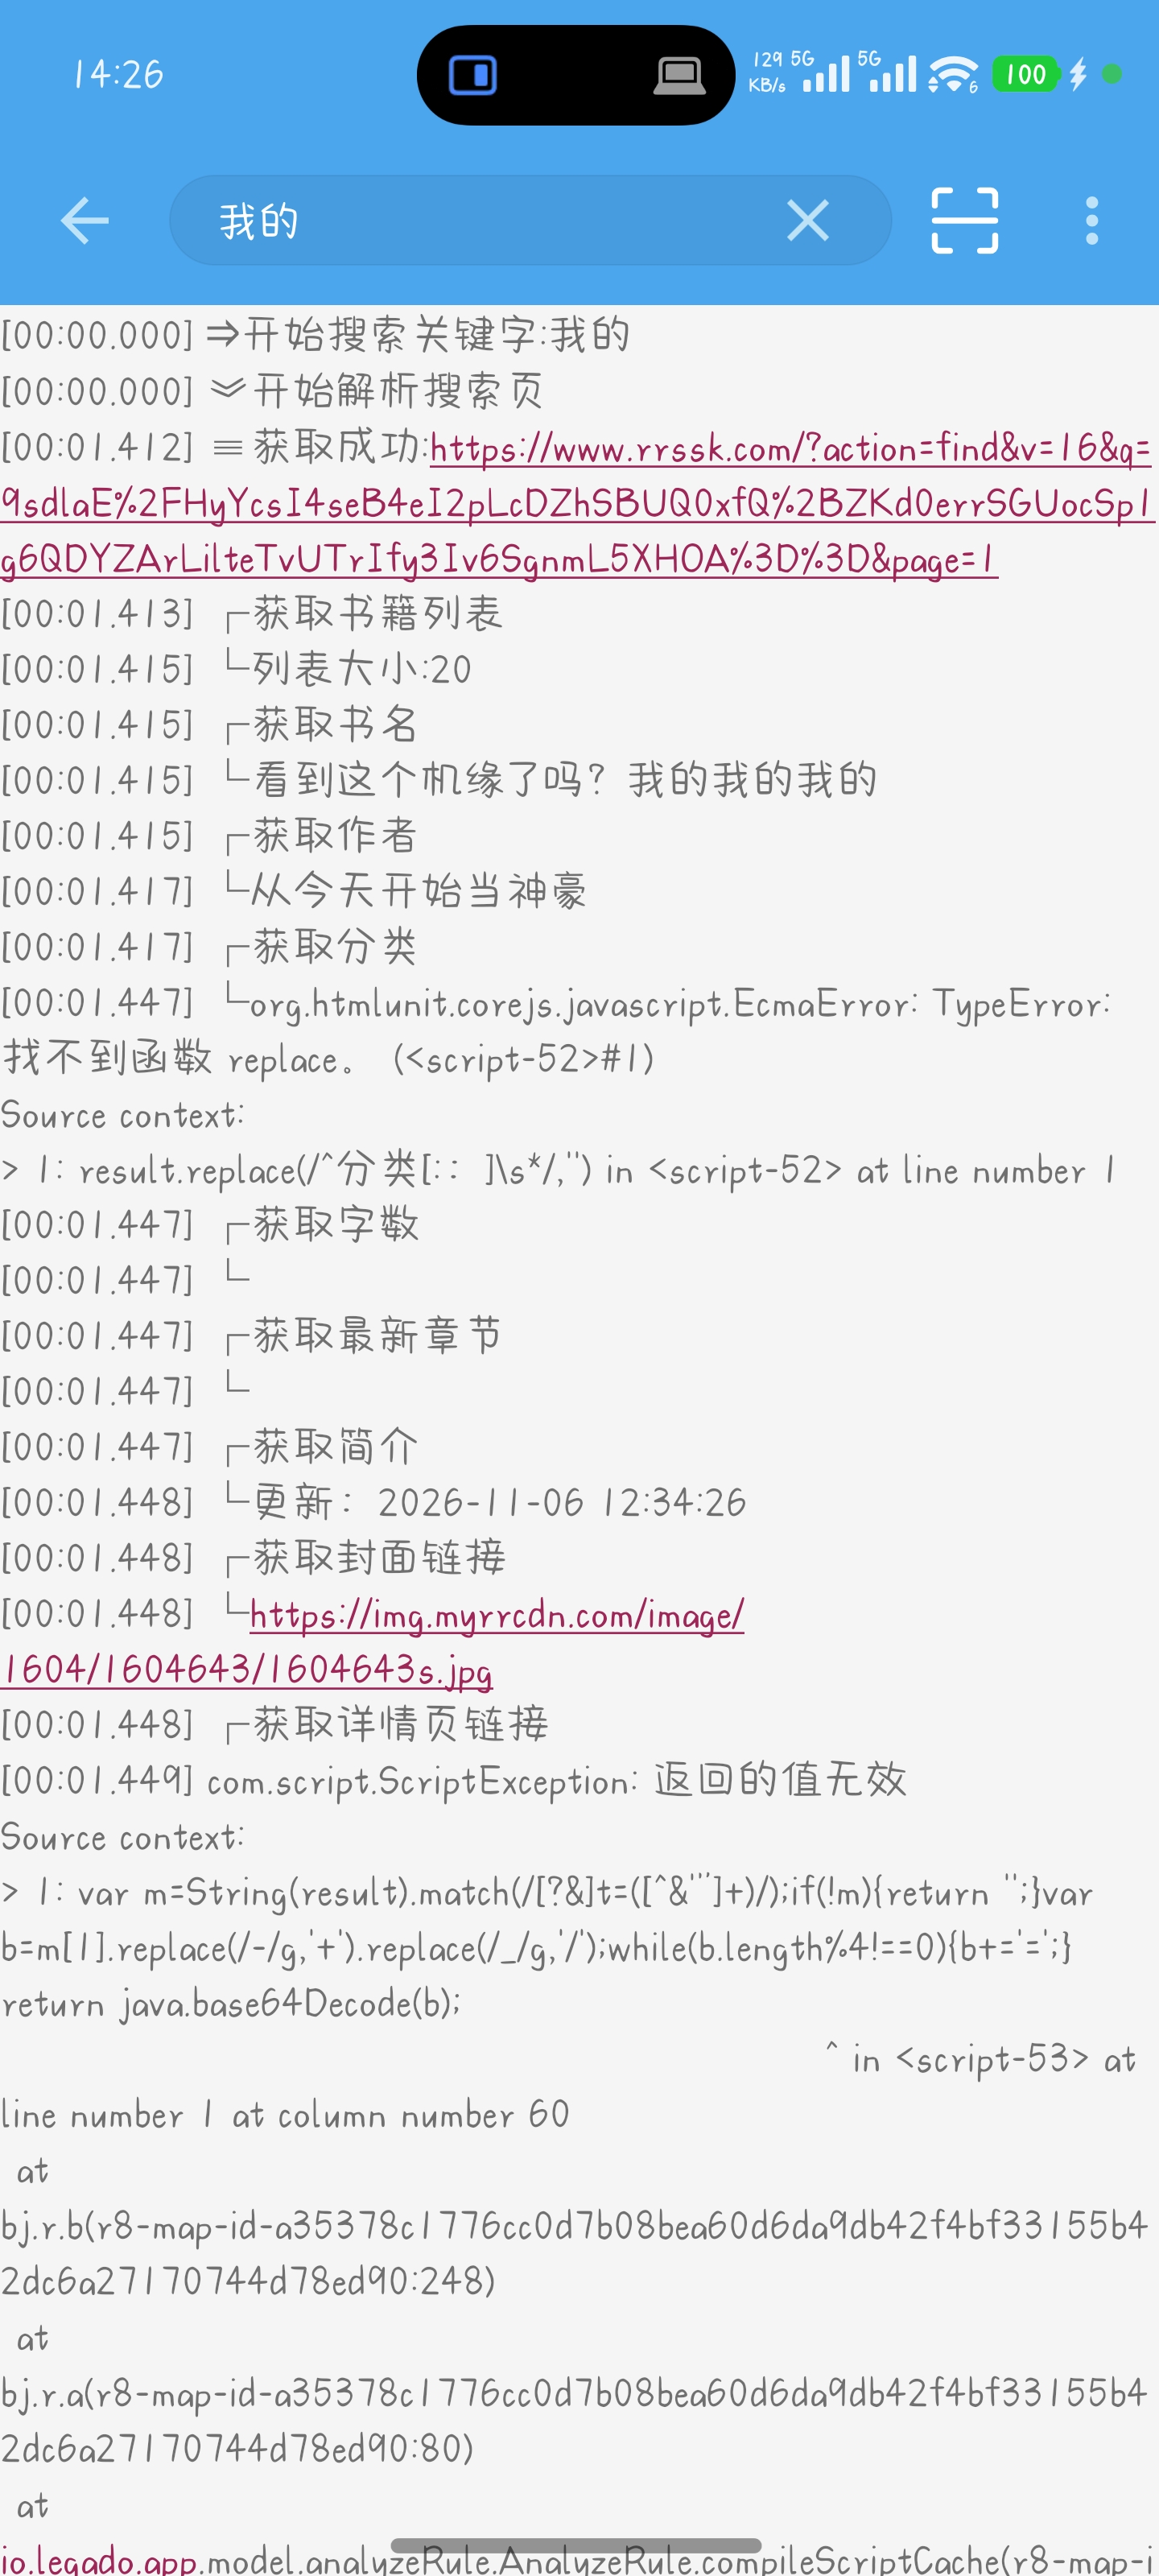 14:26
129 KB/s 5G 5G 6 100
我的
[00:00.000] ⇒开始搜索关键字:我的
[00:00.000] ︾开始解析搜索页
[00:01.412] ≡获取成功:https://www.rrssk.com/?action=find&v=16&q=
9sdlaE%2FHyYcsI4seB4eI2pLcDZhSBUQ0xfQ%2BZKd0errSGUocSp1
g6QDYZArLilteTvUTrIfy3Iv6SgnmL5XHOA%3D%3D&page=1
[00:01.413] ┌获取书籍列表
[00:01.415] └列表大小:20
[00:01.415] ┌获取书名
[00:01.415] └看到这个机缘了吗？我的我的我的
[00:01.415] ┌获取作者
[00:01.417] └从今天开始当神豪
[00:01.417] ┌获取分类
[00:01.447] └org.htmlunit.corejs.javascript.EcmaError: TypeError:
找不到函数 replace。 (<script-52>#1)
Source context:
> 1: result.replace(/^分类[:： ]\s*/,'') in <script-52> at line number 1
[00:01.447] ┌获取字数
[00:01.447] └
[00:01.447] ┌获取最新章节
[00:01.447] └
[00:01.447] ┌获取简介
[00:01.448] └更新： 2026-11-06 12:34:26
[00:01.448] ┌获取封面链接
[00:01.448] └https://img.myrrcdn.com/image/
1604/1604643/1604643s.jpg
[00:01.448] ┌获取详情页链接
[00:01.449] com.script.ScriptException: 返回的值无效
Source context:
> 1: var m=String(result).match(/[?&]t=([^&'"]+)/);if(!m){return '';}var
b=m[1].replace(/-/g,'+').replace(/_/g,'/');while(b.length%4!==0){b+='=';}
return java.base64Decode(b);
^ in <script-53> at
line number 1 at column number 60
at
bj.r.b(r8-map-id-a35378c1776cc0d7b08bea60d6da9db42f4bf33155b4
2dc6a27170744d78ed90:248)
at
bj.r.a(r8-map-id-a35378c1776cc0d7b08bea60d6da9db42f4bf33155b4
2dc6a27170744d78ed90:80)
at
io.legado.app.model.analyzeRule.AnalyzeRule.compileScriptCache(r8-map-i